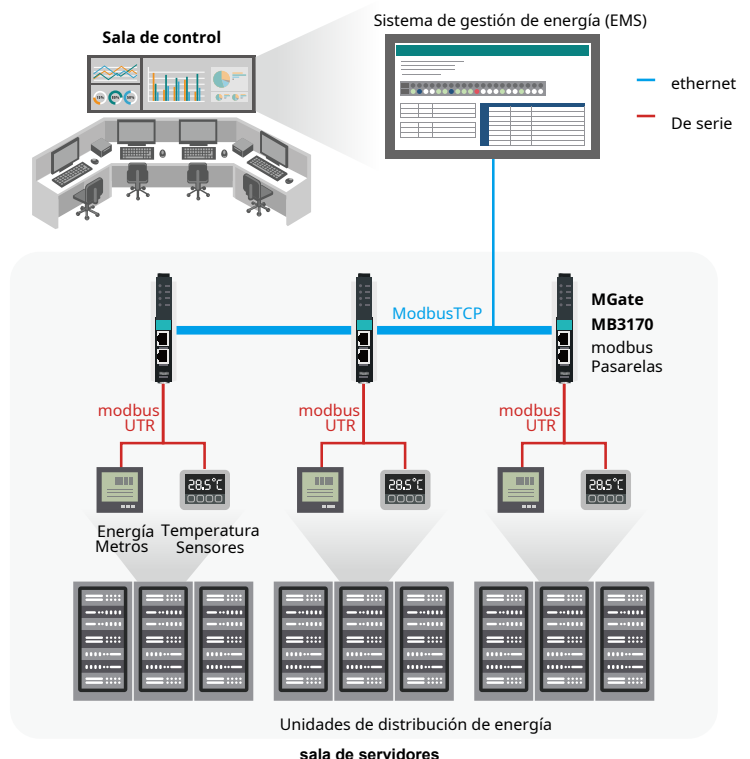 Sistema de gestión de energía (EMS)
Sala de control
ethernet
De serie
ModbusTCP
MGate
MB3170
modbus
Pasarelas
modbus
UTR
modbus
UTR
modbus
UTR
28.5°C
28.5°C
28.5°C
Energía
Metros
Temperatura
Sensores
Unidades de distribución de energía
sala de servidores